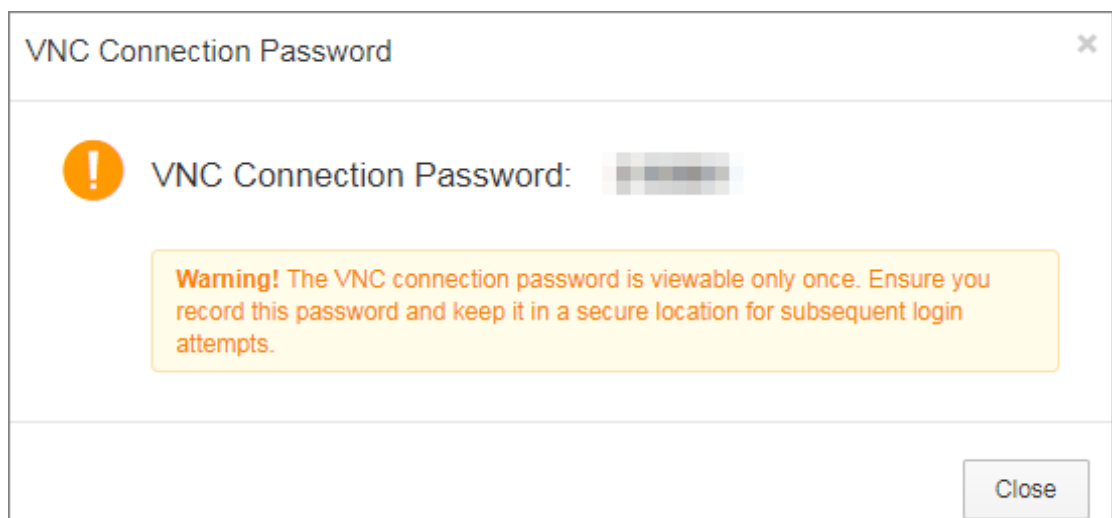 VNC Connection Password
VNC Connection Password:
Warning! The VNC connection password is viewable only once. Ensure you
record this password and keep it in a secure location for subsequent login
attempts.
Close